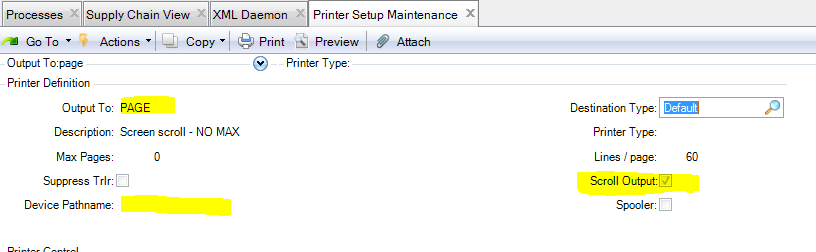 Processes Supply Chain View XML Daemon Printer Setup Maintenance
Go To Actions Copy Print Preview Attach
Output To:page Printer Type:
Printer Definition
Output To: PAGE Destination Type: Default
Description: Screen scroll - NO MAX Printer Type:
Max Pages: 0 Lines / page: 60
Suppress Trlr: Scroll Output:
Device Pathname: Spooler:
Printer Control